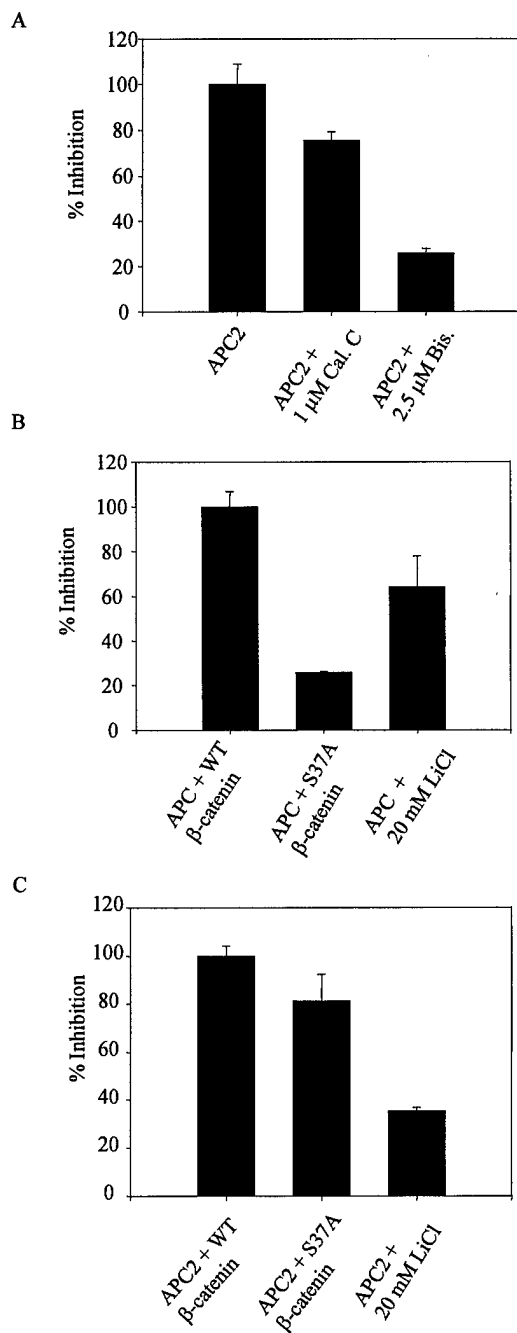 A
120
100
80
60
40
20
0
% Inhibition
APC2
APC2 +
1 µM Cal. C
APC2 +
2.5 µM Bis.
B
120
100
80
60
40
20
0
% Inhibition
APC + WT
β-catenin
APC + S37A
β-catenin
APC +
20 mM LiCl
C
120
100
80
60
40
20
0
% Inhibition
APC2 + WT
β-catenin
APC2 + S37A
β-catenin
APC2 +
20 mM LiCl